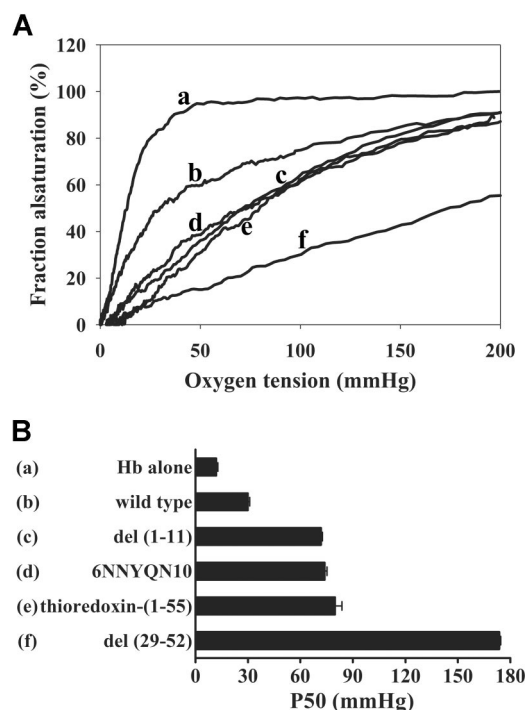 A
120
100
80
60
40
20
0
Fraction alsaturation (%)
a
b
c
d
e
f
0 50 100 150 200
Oxygen tension (mmHg)
B
(a) Hb alone
(b) wild type
(c) del (1-11)
(d) 6NNYQN10
(e) thioredoxin-(1-55)
(f) del (29-52)
0 30 60 90 120 150 180
P50 (mmHg)